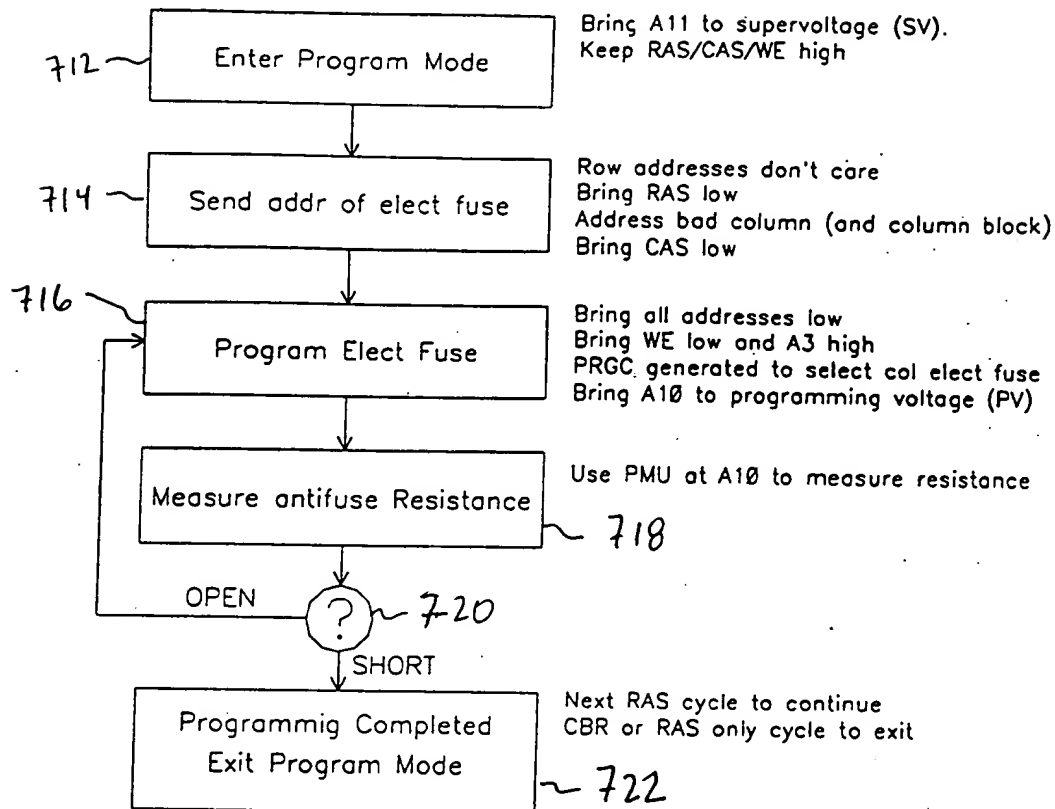 712
Enter Program Mode
Bring A11 to supervoltage (SV).
Keep RAS/CAS/WE high
714
Send addr of elect fuse
Row addresses don't care
Bring RAS low
Address bad column (and column block)
Bring CAS low
716
Program Elect Fuse
Bring all addresses low
Bring WE low and A3 high
PRGC generated to select col elect fuse
Bring A10 to programming voltage (PV)
Measure antifuse Resistance
Use PMU at A10 to measure resistance
718
OPEN
?
720
SHORT
Programmig Completed
Exit Program Mode
Next RAS cycle to continue
CBR or RAS only cycle to exit
722